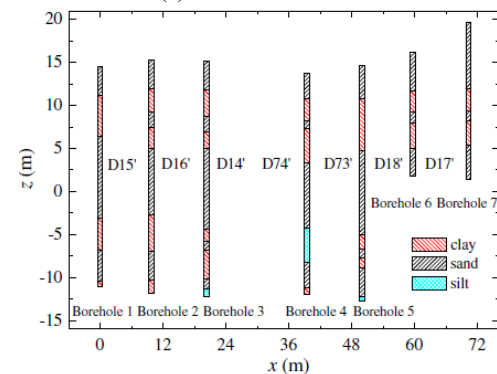 20
15
10
5
0
-5
-10
-15
z (m)
D15' D16' D14' D74' D73' D18' D17'
Borehole 6 Borehole 7
clay
sand
silt
Borehole 1 Borehole 2 Borehole 3 Borehole 4 Borehole 5
0 12 24 36 48 60 72
x (m)